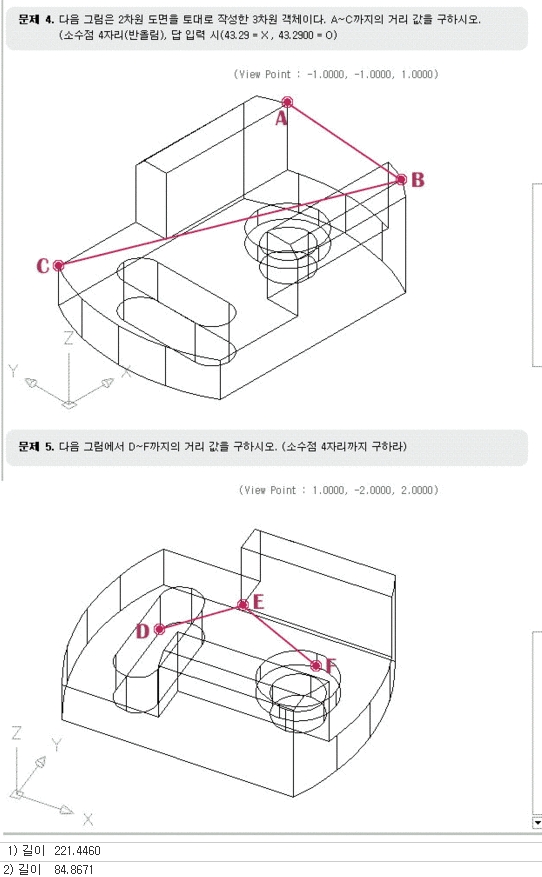 문제 4. 다음 그림은 2차원 도면을 토대로 작성한 3차원 객체이다. A~C까지의 거리 값을 구하시오.
(소수점 4자리(반올림), 답 입력 시(43.29 = X , 43.2900 = O)
(View Point : -1.0000, -1.0000, 1.0000)
A
B
C
Z
Y
X
문제 5. 다음 그림에서 D~F까지의 거리 값을 구하시오. (소수점 4자리까지 구하라)
(View Point : 1.0000, -2.0000, 2.0000)
E
D
F
Z
Y
X
1) 길이 221.4460
2) 길이 84.8671